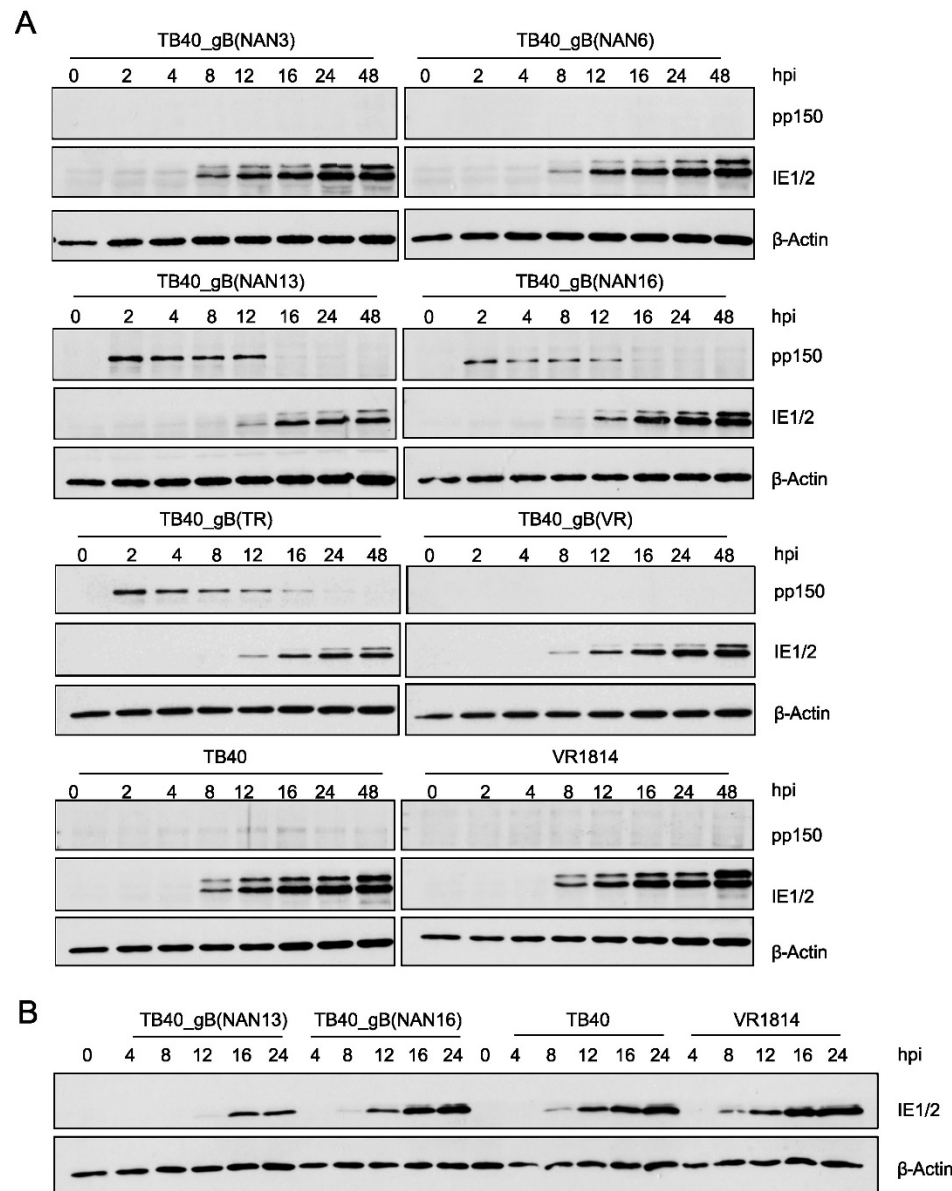 A
TB40_gB(NAN3) TB40_gB(NAN6)
0 2 4 8 12 16 24 48 0 2 4 8 12 16 24 48 hpi
pp150
IE1/2
β-Actin
TB40_gB(NAN13) TB40_gB(NAN16)
0 2 4 8 12 16 24 48 0 2 4 8 12 16 24 48 hpi
pp150
IE1/2
β-Actin
TB40_gB(TR) TB40_gB(VR)
0 2 4 8 12 16 24 48 0 2 4 8 12 16 24 48 hpi
pp150
IE1/2
β-Actin
TB40 VR1814
0 2 4 8 12 16 24 48 0 2 4 8 12 16 24 48 hpi
pp150
IE1/2
β-Actin
B
TB40_gB(NAN13) TB40_gB(NAN16) TB40 VR1814
0 4 8 12 16 24 4 8 12 16 24 0 4 8 12 16 24 4 8 12 16 24 hpi
IE1/2
β-Actin